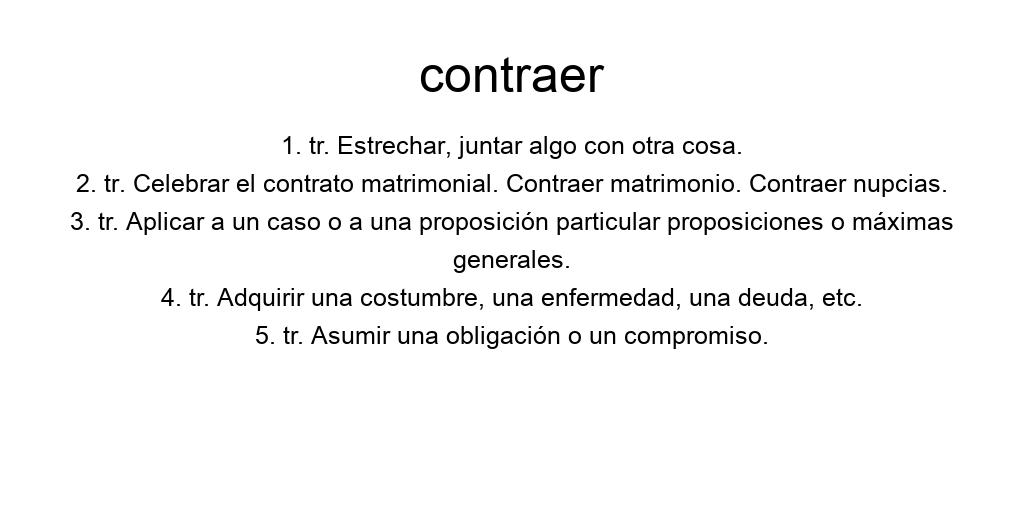 contraer
1. tr. Estrechar, juntar algo con otra cosa.
2. tr. Celebrar el contrato matrimonial. Contraer matrimonio. Contraer nupcias.
3. tr. Aplicar a un caso o a una proposición particular proposiciones o máximas
generales.
4. tr. Adquirir una costumbre, una enfermedad, una deuda, etc.
5. tr. Asumir una obligación o un compromiso.